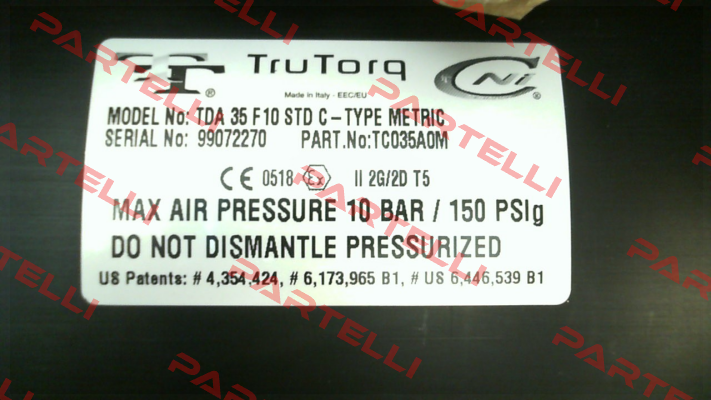 TT® TruTorq CNi®
Made in Italy - EEC/EU
MODEL No: TDA 35 F10 STD C-TYPE METRIC
SERIAL No: 99072270 PART.No:TC035A0M
CE 0518 Ex II 2G/2D T5
MAX AIR PRESSURE 10 BAR / 150 PSIg
DO NOT DISMANTLE PRESSURIZED
US Patents: # 4,354,424, # 6,173,965 B1, # US 6,446,539 B1
PARTELLI
PARTELLI
PARTELLI
PARTELLI
PARTELLI
PARTELLI
PARTELLI